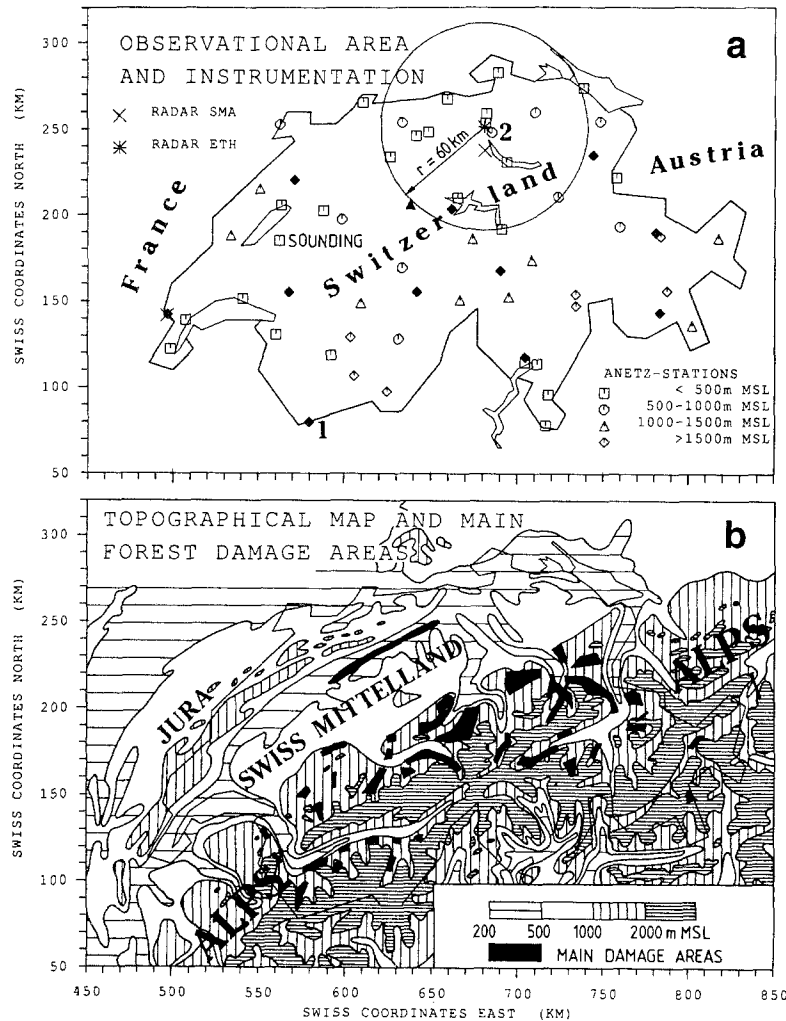 a
OBSERVATIONAL AREA
AND INSTRUMENTATION
RADAR SMA
RADAR ETH
2
r = 60 km
France
Switzer land
Austria
SOUNDING
1
ANETZ-STATIONS
< 500m MSL
500-1000m MSL
1000-1500m MSL
>1500m MSL
SWISS COORDINATES NORTH (KM)
300
250
200
150
100
50
b
TOPOGRAPHICAL MAP AND MAIN
FOREST DAMAGE AREAS
JURA
SWISS MITTELLAND
ALPS
ALPS
200 500 1000 2000 m MSL
MAIN DAMAGE AREAS
SWISS COORDINATES NORTH (KM)
300
250
200
150
100
50
450 500 550 600 650 700 750 800 850
SWISS COORDINATES EAST (KM)